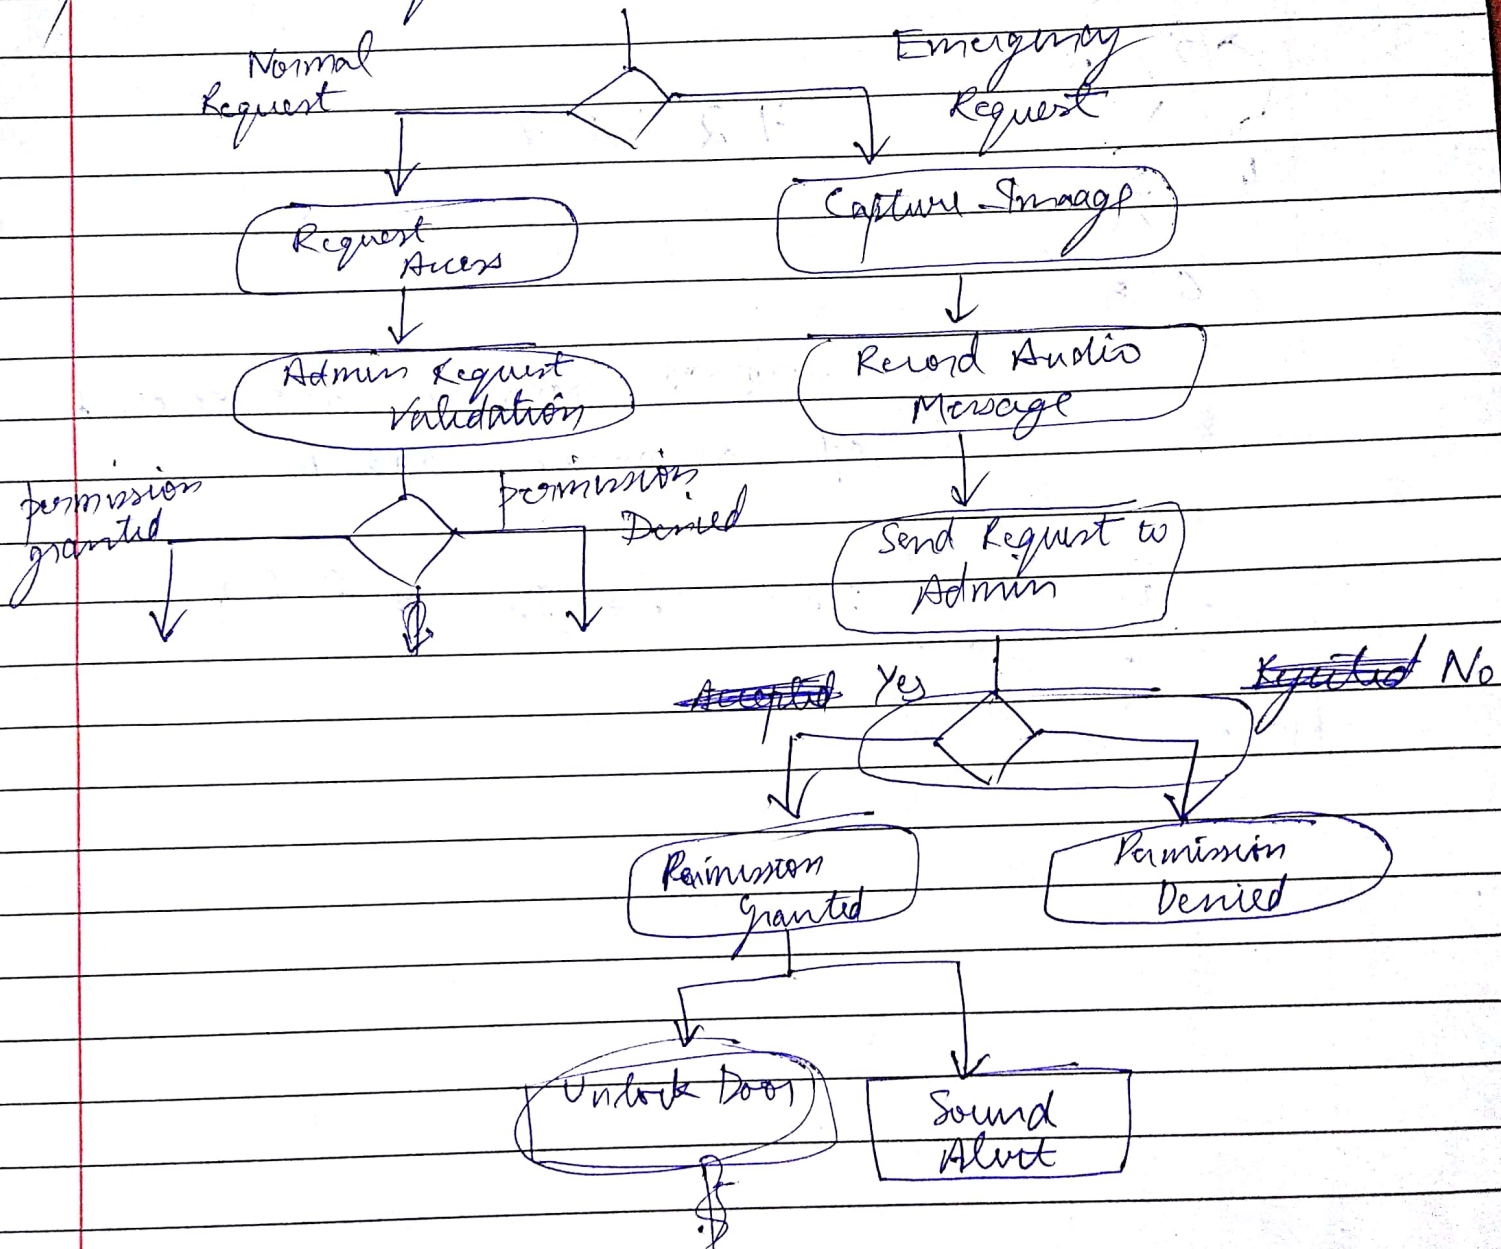 Normal
Request
Emergency
Request
Request
Access
Capture Imaage
Admin Request
Validation
Record Audio
Message
permission
granted
permission
Denied
Send Request to
Admin
Accepted Yes
Rejected No
Permission
Granted
Permission
Denied
Unlock Door
Sound
Alert